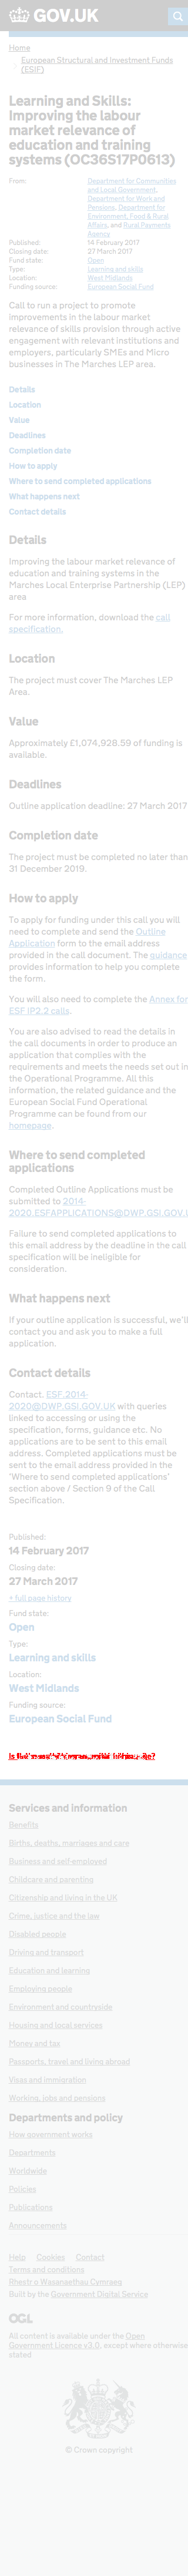 GOV.UK
Home
European Structural and Investment Funds
(ESIF)
Learning and Skills:
Improving the labour
market relevance of
education and training
systems (OC36S17P0613)
From: Department for Communities
and Local Government,
Department for Work and
Pensions, Department for
Environment, Food & Rural
Affairs, and Rural Payments
Agency
Published: 14 February 2017
Closing date: 27 March 2017
Fund state: Open
Type: Learning and skills
Location: West Midlands
Funding source: European Social Fund
Call to run a project to promote
improving the labour market
relevance of skills provision through
active engagement with relevant
institutions and employers,
particularly SMEs and Micro
businesses in The Marches LEP area.
Details
Location
Value
Deadlines
Completion date
How to apply
Where to send completed applications
What happens next
Contact details
Details
Improving the labour market relevance of
education and training systems in the
Marches Local Enterprise Partnership (LEP)
area
For more information, download the call
specification.
Location
The project must cover The Marches LEP
Area.
Value
Approximately £1,074,928.59 of funding is
available.
Deadlines
Outline application deadline: 27 March 2017
Completion date
The project must be completed no later than
31 December 2019.
How to apply
To apply for funding under this call you will
need to complete and send the Outline
Application form to the email address
provided in the call document. The guidance
provides information to help you complete
the form.
You will also need to complete the Annex for
ESF IP2.2 calls.
You are also advised to read the details in
our call document in order to produce an
application that complies with the
requirements and meets the needs set out in
the Operational Programme. All this
information, the related guidance and the
European Social Fund Operational
Programme can be found from our
homepage.
Where to send completed
applications
Completed Outline Applications must be
submitted to 2014-
2020.ESFAPPLICATIONS@DWP.GSI.GOV.U
Failure to send completed applications to
this email address by the deadline in the call
specification will be ineligible for
consideration.
What happens next
If your outline application is successful, we'll
contact you and ask you to make a full
application.
Contact details
Contact. ESF.2014-
2020@DWP.GSI.GOV.UK with queries
linked to accessing or using the
specification, forms, guidance etc. No
applications are to be sent to this email
address. Completed applications must be
sent to the address provided in the
'Where to send completed applications'
section above / Section 9 of the Call
Specification.
Published:
14 February 2017
Closing date:
27 March 2017
+ full page history
Fund state:
Open
Type:
Learning and skills
Location:
West Midlands
Funding source:
European Social Fund
Services and information
Benefits
Births, deaths, marriages and care
Business and self-employed
Childcare and parenting
Citizenship and living in the UK
Crime, justice and the law
Disabled people
Driving and transport
Education and learning
Employing people
Environment and countryside
Housing and local services
Money and tax
Passports, travel and living abroad
Visas and immigration
Working, jobs and pensions
Departments and policy
How government works
Departments
Worldwide
Policies
Publications
Announcements
Help Cookies Contact
Terms and conditions
Rhestr o Wasanaethau Cymraeg
Built by the Government Digital Service
OGL
All content is available under the Open
Government Licence v3.0, except where otherwise
stated
© Crown copyright